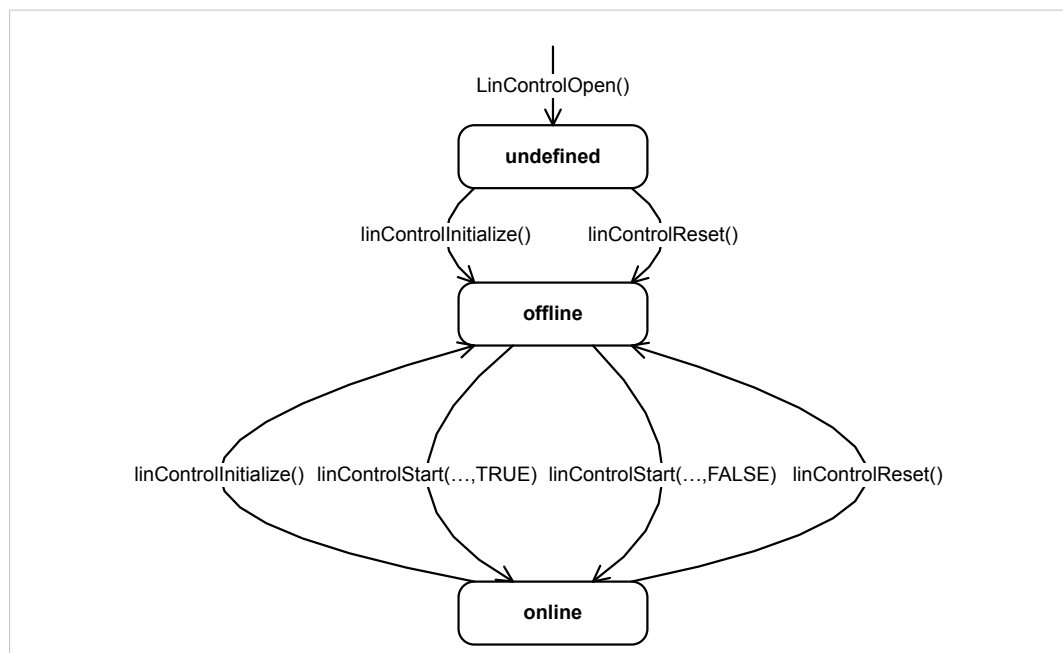 LinControlOpen()
undefined
linControlInitialize()
linControlReset()
offline
linControlInitialize()
linControlStart(…,TRUE)
linControlStart(…,FALSE)
linControlReset()
online